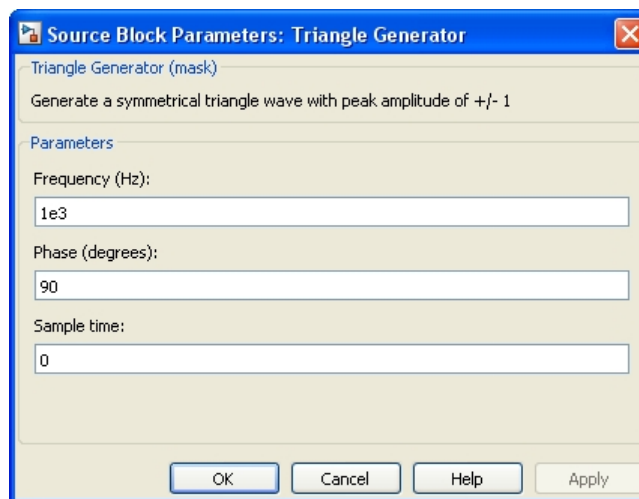 Source Block Parameters: Triangle Generator
Triangle Generator (mask)
Generate a symmetrical triangle wave with peak amplitude of +/- 1
Parameters
Frequency (Hz):
1e3
Phase (degrees):
90
Sample time:
0
OK Cancel Help Apply